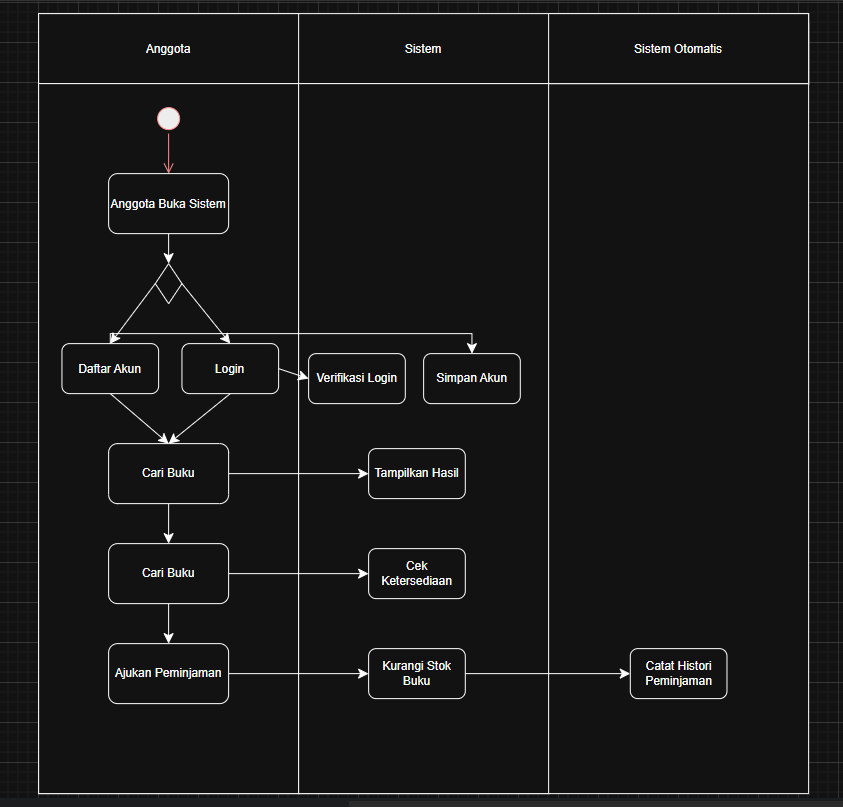 Anggota
Sistem
Sistem Otomatis
Anggota Buka Sistem
Daftar Akun
Login
Verifikasi Login
Simpan Akun
Cari Buku
Tampilkan Hasil
Cari Buku
Cek
Ketersediaan
Ajukan Peminjaman
Kurangi Stok
Buku
Catat Histori
Peminjaman